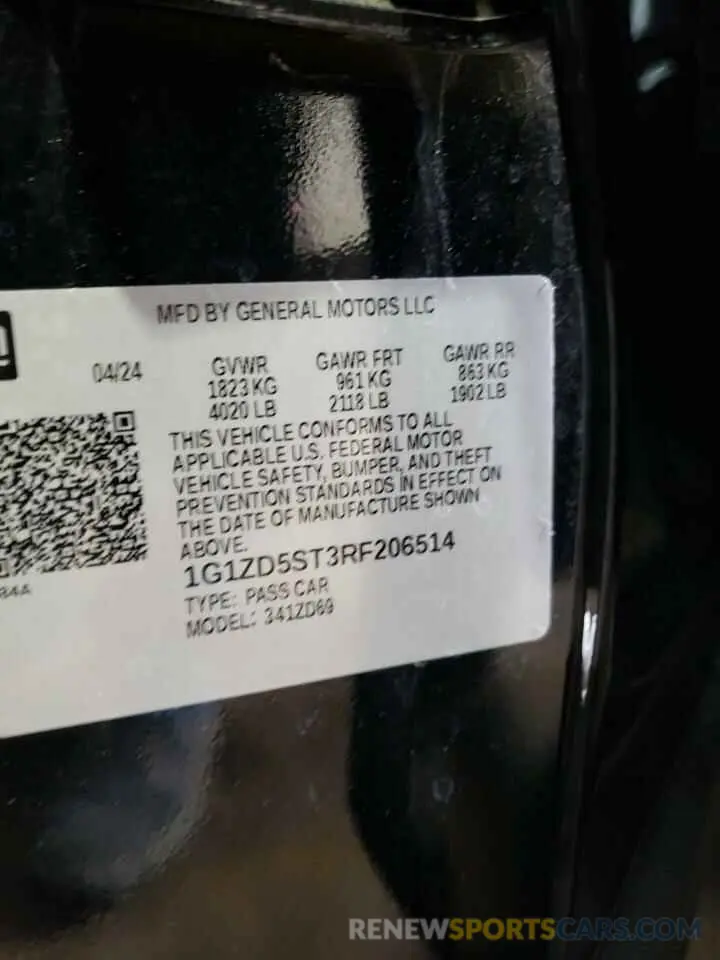 MFD BY GENERAL MOTORS LLC
04/24
GVWR
1823 KG
4020 LB
GAWR FRT
961 KG
2118 LB
GAWR RR
863 KG
1902 LB
THIS VEHICLE CONFORMS TO ALL
APPLICABLE U.S. FEDERAL MOTOR
VEHICLE SAFETY, BUMPER, AND THEFT
PREVENTION STANDARDS IN EFFECT ON
THE DATE OF MANUFACTURE SHOWN
ABOVE.
1G1ZD5ST3RF206514
TYPE: PASS CAR
MODEL: 341ZD69
RENEWSPORTSCARS.COM